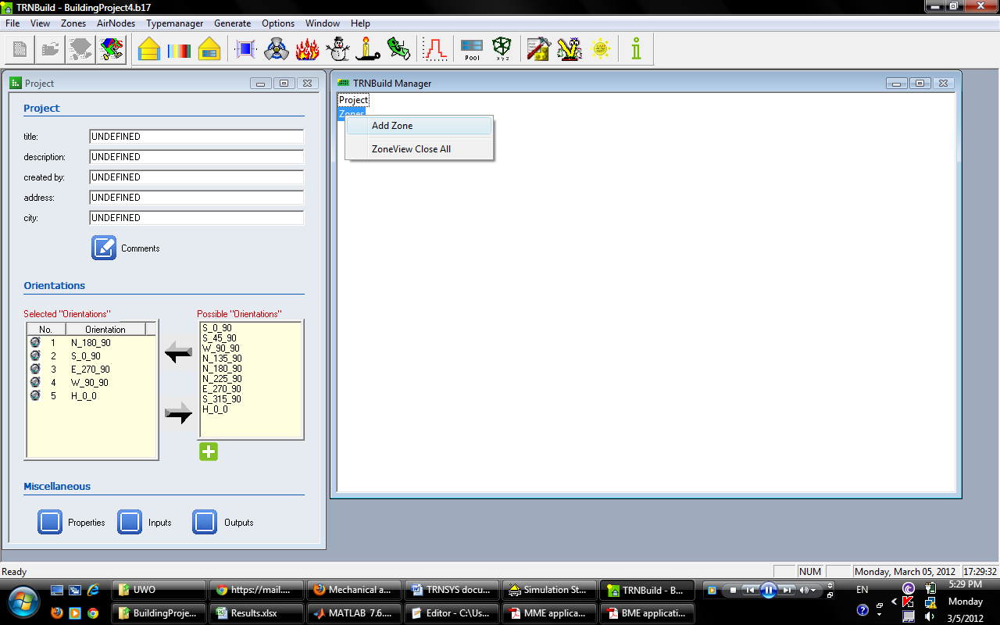 TRNBuild - BuildingProject4.b17
File View Zones AirNodes Typemanager Generate Options Window Help
Pool
x y z
Project
TRNBuild Manager
Project
Project
Zones
Add Zone
ZoneView Close All
title: UNDEFINED
description: UNDEFINED
created by: UNDEFINED
address: UNDEFINED
city: UNDEFINED
Comments
Orientations
Selected "Orientations"
No. Orientation
1 N_180_90
2 S_0_90
3 E_270_90
4 W_90_90
5 H_0_0
Possible "Orientations"
S_0_90
S_45_90
W_90_90
N_135_90
N_180_90
N_225_90
E_270_90
S_315_90
H_0_0
Miscellaneous
Properties Inputs Outputs
Ready
NUM Monday, March 05, 2012 17:29:32
UWO https://mail.... Mechanical a... TRNSYS docu... Simulation St... TRNBuild - B...
BuildingProje... Results.xlsx MATLAB 7.6.... Editor - C:\Us... MME applica... BME applicati...
EN
5:29 PM
Monday
3/5/2012